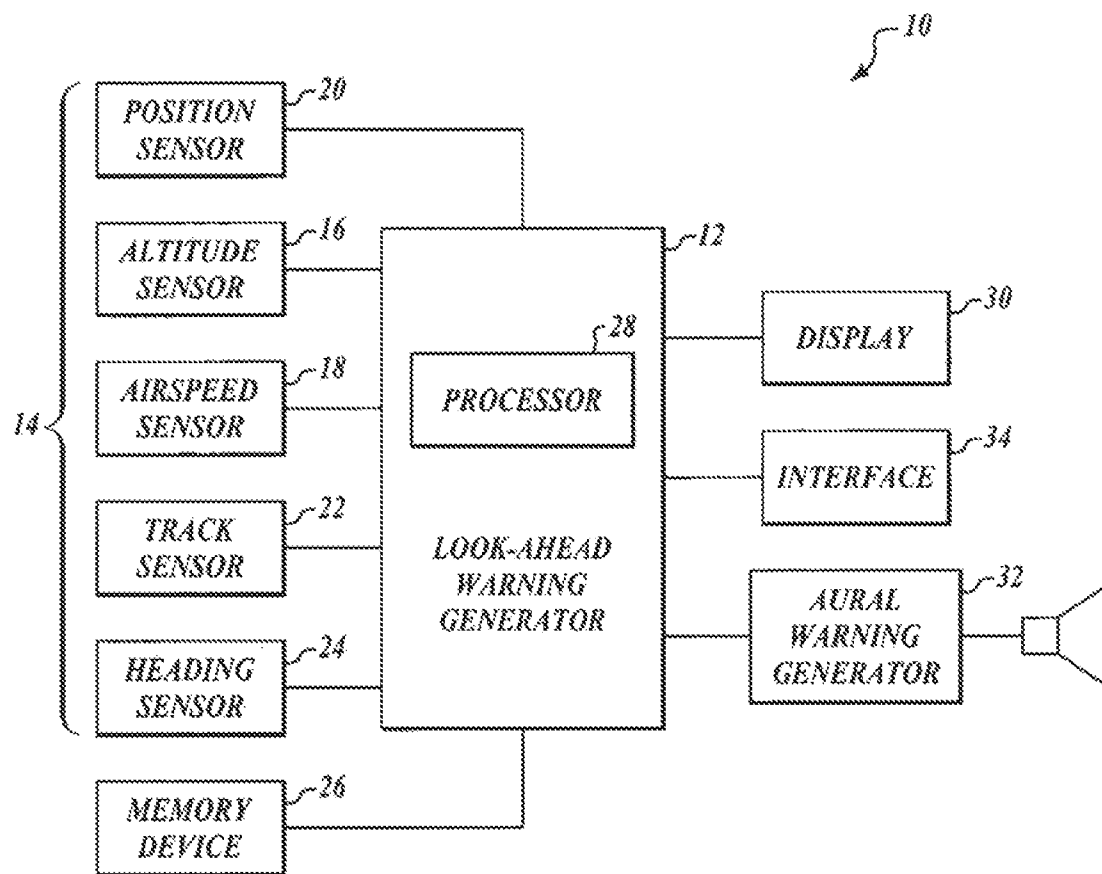 10
20
POSITION
SENSOR
16
ALTITUDE
SENSOR
12
28
PROCESSOR
30
DISPLAY
14
18
AIRSPEED
SENSOR
34
INTERFACE
22
TRACK
SENSOR
LOOK-AHEAD
WARNING
GENERATOR
32
AURAL
WARNING
GENERATOR
24
HEADING
SENSOR
26
MEMORY
DEVICE